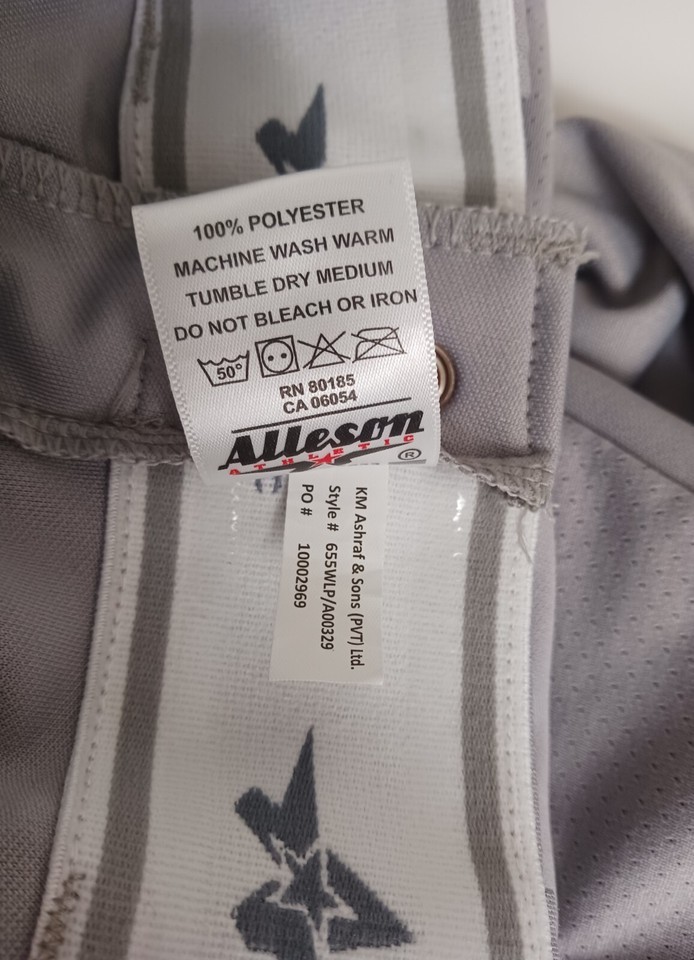 100% POLYESTER
MACHINE WASH WARM
TUMBLE DRY MEDIUM
DO NOT BLEACH OR IRON
50°
RN 80185
CA 06054
Alleson
ATHLETIC ®
KM Ashraf & Sons (PVT) Ltd.
Style # 655WLP/A00329
PO # 10002969